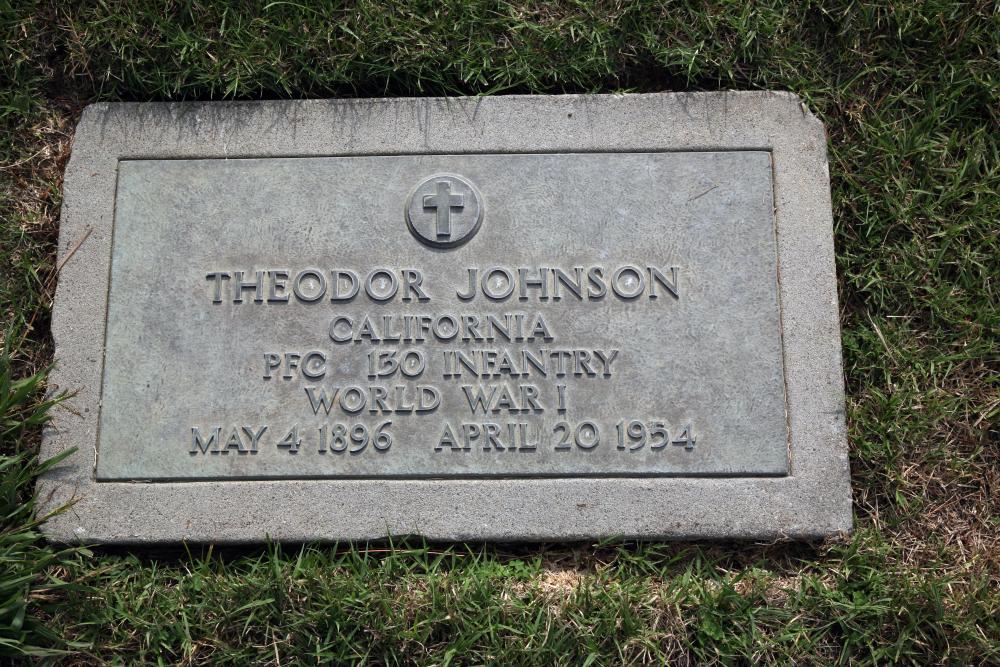 THEODOR JOHNSON
CALIFORNIA
PFC 130 INFANTRY
WORLD WAR I
MAY 4 1896 APRIL 20 1954